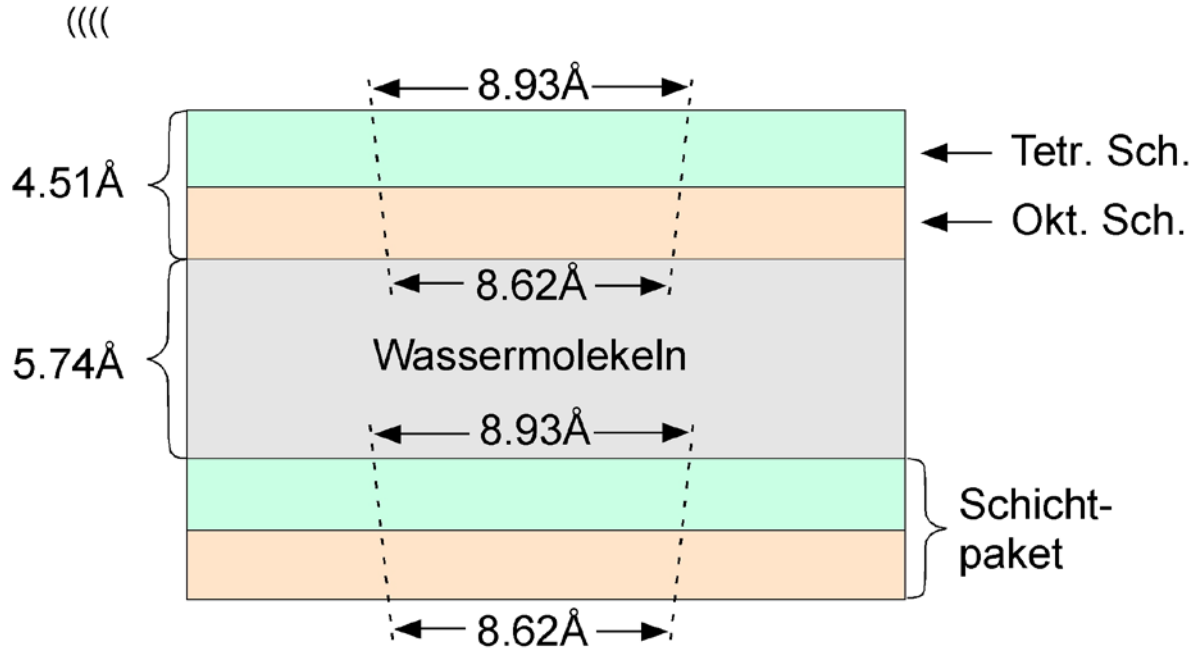 ((((
8.93Å
4.51Å
Tetr. Sch.
Okt. Sch.
8.62Å
5.74Å
Wassermolekeln
8.93Å
Schicht-
paket
8.62Å